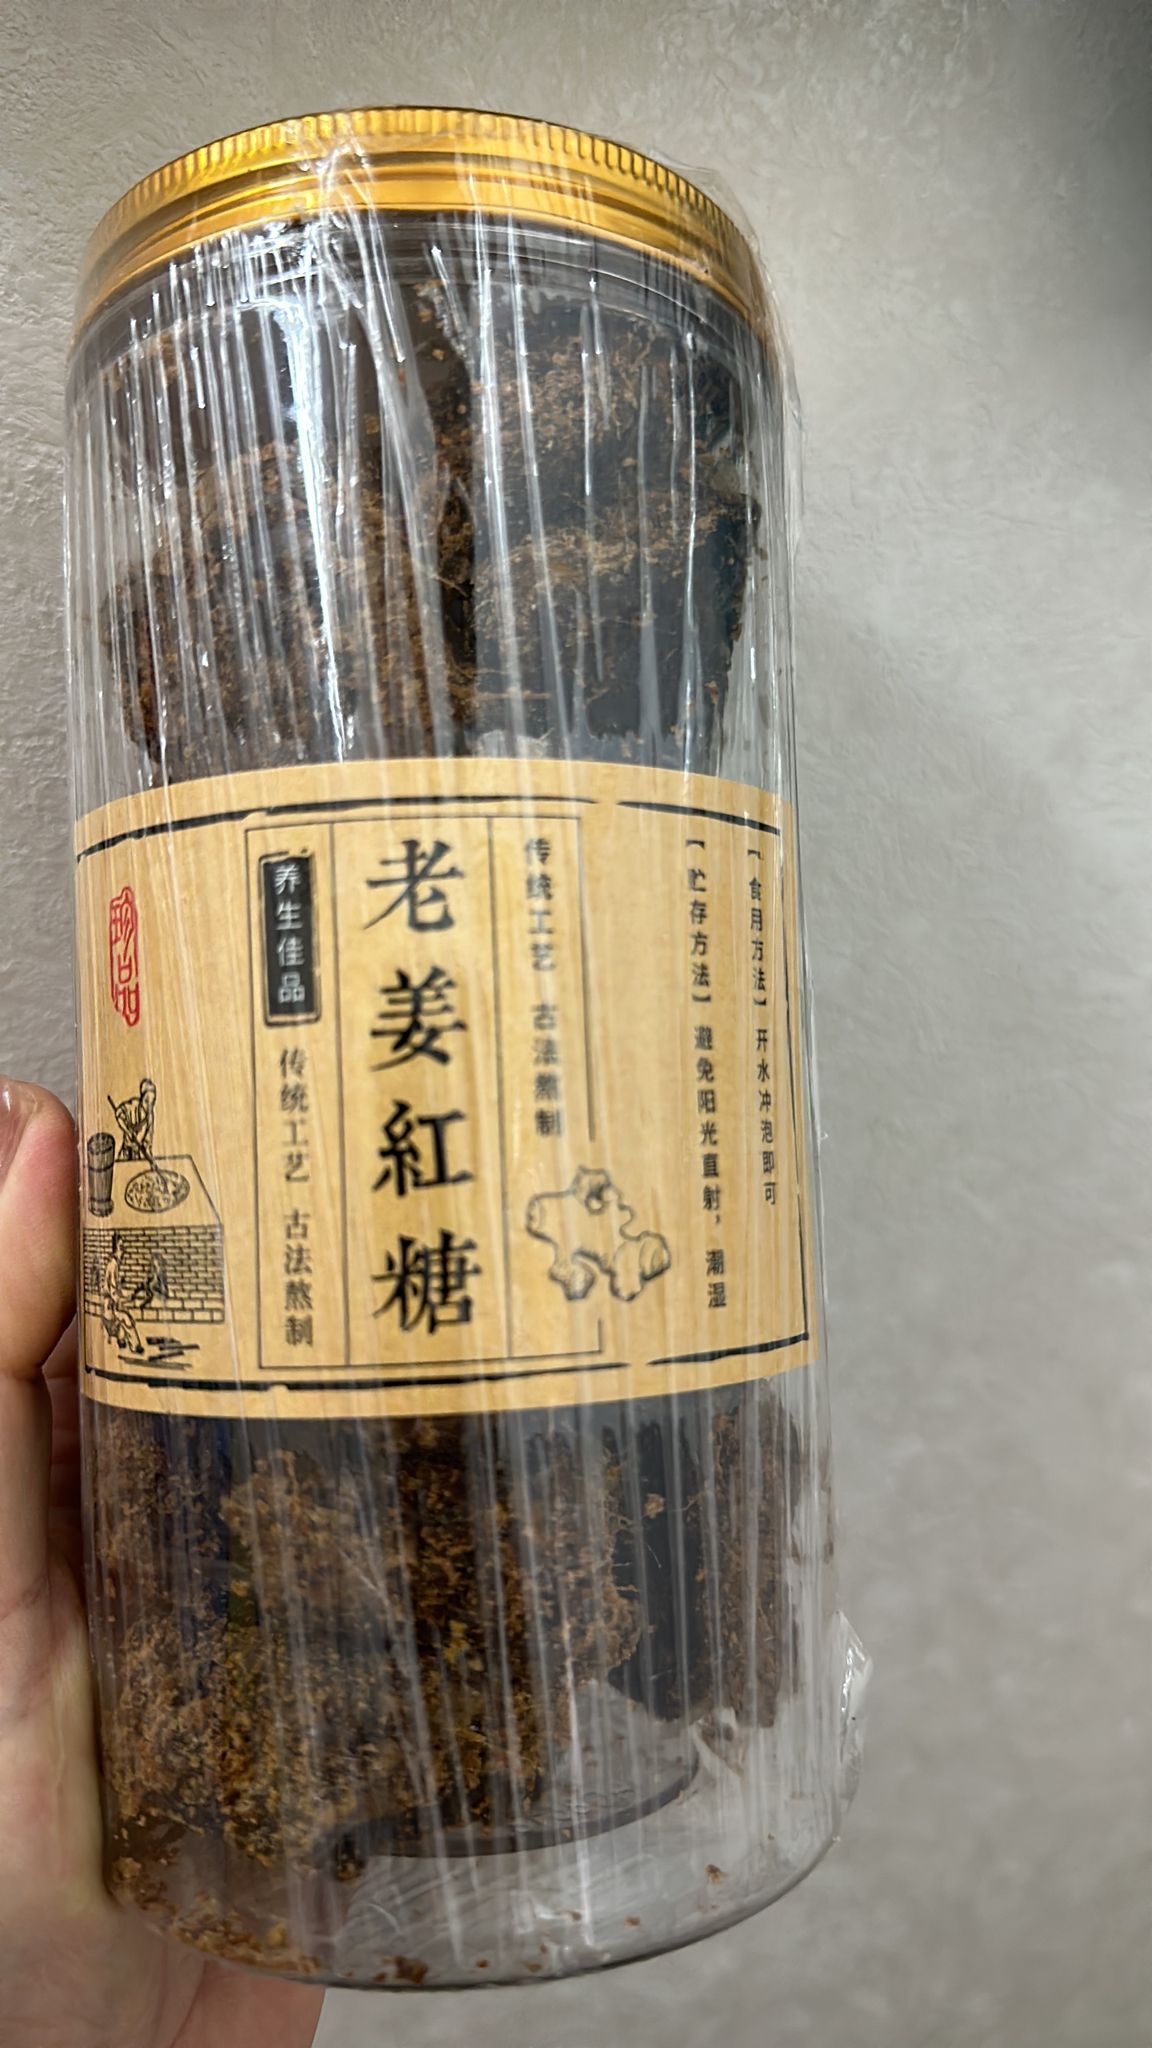 【食用方法】开水冲泡即可
【贮存方法】避免阳光直射，潮湿
传统工艺 古法熬制
老姜紅糖
养生佳品
传统工艺 古法熬制
珍品